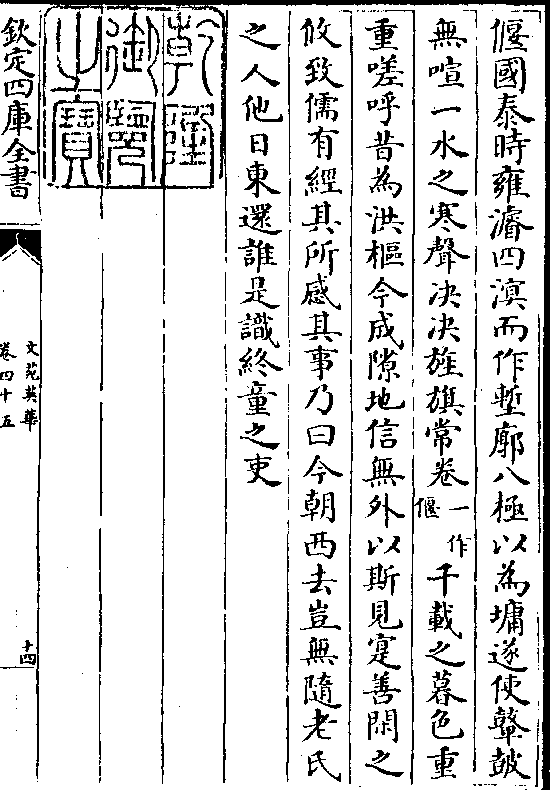 偃國泰時雍濬四溟而作塹廓八極以為墉遂使鼙鼓
無喧一水之寒聲決決旌旗常卷一作偃千載之暮色重
重嗟呼昔為洪樞今成隙地信無外以斯見寔善閑之
攸致儒有經其所感其事乃曰今朝西去豈無隨老氏
之人他日東還誰是識終童之吏
乾隆御覽之寶
欽定四庫全書
文苑英華
卷四十五
十四